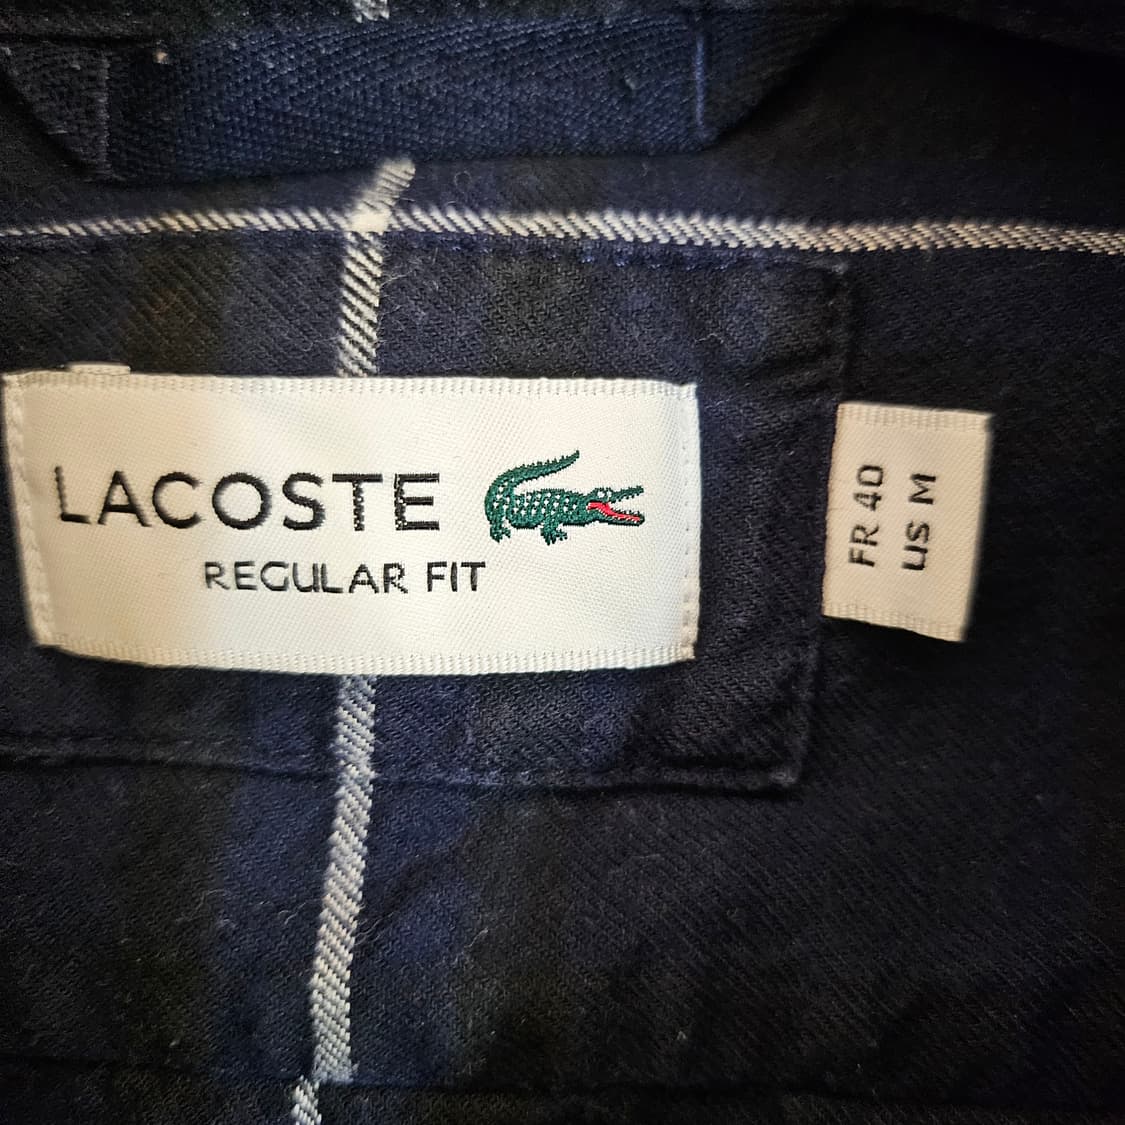 LACOSTE
REGULAR FIT
FR 40
US M